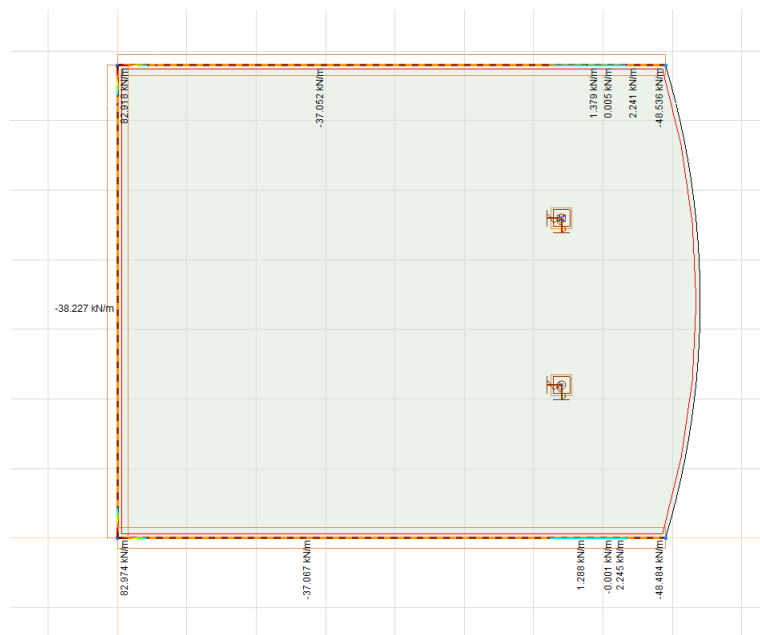 82.918 kN/m
-37.052 kN/m
1.379 kN/m
0.005 kN/m
2.241 kN/m
-48.536 kN/m
-38.227 kN/m
82.974 kN/m
-37.067 kN/m
1.288 kN/m
-0.001 kN/m
2.245 kN/m
-48.484 kN/m